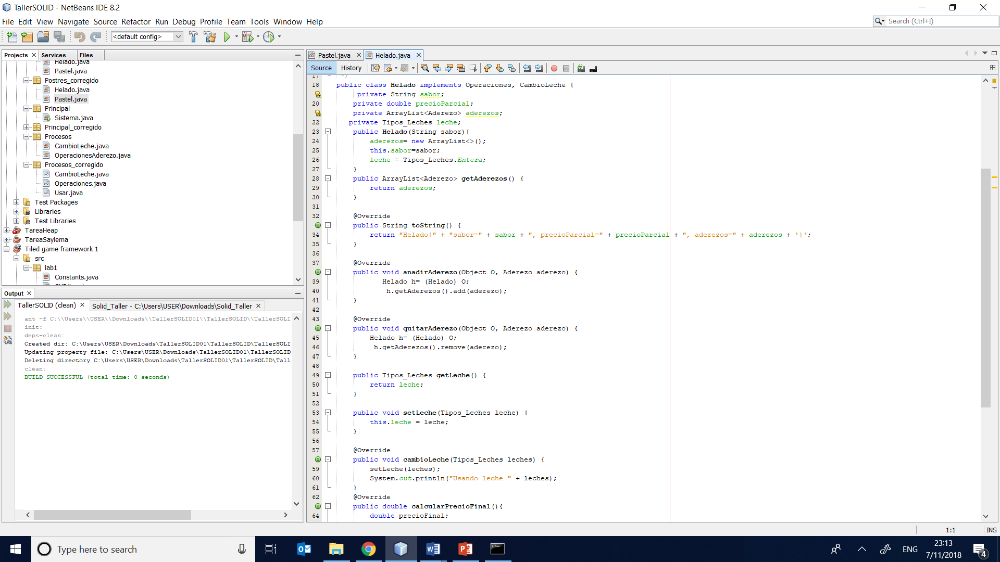 TallerSOLID - NetBeans IDE 8.2
File Edit View Navigate Source Refactor Run Debug Profile Team Tools Window Help
Search (Ctrl+I)
<default config>
Projects Services Files
Helado.java
Pastel.java
Postres_corregido
Helado.java
Pastel.java
Principal
Sistema.java
Principal_corregido
Procesos
CambioLeche.java
OperacionesAderezo.java
Procesos_corregido
CambioLeche.java
Operaciones.java
Usar.java
Test Packages
Libraries
Test Libraries
TareaHeap
TareaSaylema
Tiled game framework 1
src
lab1
Constants.java
Output
TallerSOLID (clean) Solid_Taller - C:\Users\USER\Downloads\Solid_Taller
ant -f C:\\Users\\USER\\Downloads\\TallerSOLID01\\TallerSOLID\\TallerSOLI
init:
deps-clean:
Created dir: C:\Users\USER\Downloads\TallerSOLID01\TallerSOLID\TallerSOLI
Updating property file: C:\Users\USER\Downloads\TallerSOLID01\TallerSOLID
Deleting directory C:\Users\USER\Downloads\TallerSOLID01\TallerSOLID\Talle
clean:
BUILD SUCCESSFUL (total time: 0 seconds)
Pastel.java Helado.java
Source History
17 */
18 public class Helado implements Operaciones, CambioLeche {
private String sabor;
20 private double precioParcial;
private ArrayList<Aderezo> aderezos;
22 private Tipos_Leches leche;
23 public Helado(String sabor){
24 aderezos= new ArrayList<>();
25 this.sabor=sabor;
26 leche = Tipos_Leches.Entera;
27 }
28 public ArrayList<Aderezo> getAderezos() {
29 return aderezos;
30 }
31
32 @Override
public String toString() {
34 return "Helado{" + "sabor=" + sabor + ", precioParcial=" + precioParcial + ", aderezos=" + aderezos + '}';
35 }
36
37 @Override
public void anadirAderezo(Object O, Aderezo aderezo) {
39 Helado h= (Helado) O;
40 h.getAderezos().add(aderezo);
41 }
42
43 @Override
public void quitarAderezo(Object O, Aderezo aderezo) {
45 Helado h= (Helado) O;
46 h.getAderezos().remove(aderezo);
47 }
48
49 public Tipos_Leches getLeche() {
50 return leche;
51 }
52
53 public void setLeche(Tipos_Leches leche) {
54 this.leche = leche;
55 }
56
57 @Override
public void cambioLeche(Tipos_Leches leches) {
59 setLeche(leches);
60 System.out.println("Usando leche " + leches);
61 }
62 @Override
public double calcularPrecioFinal(){
64 double precioFinal;
1:1 INS
Type here to search
ENG
23:13
7/11/2018
4